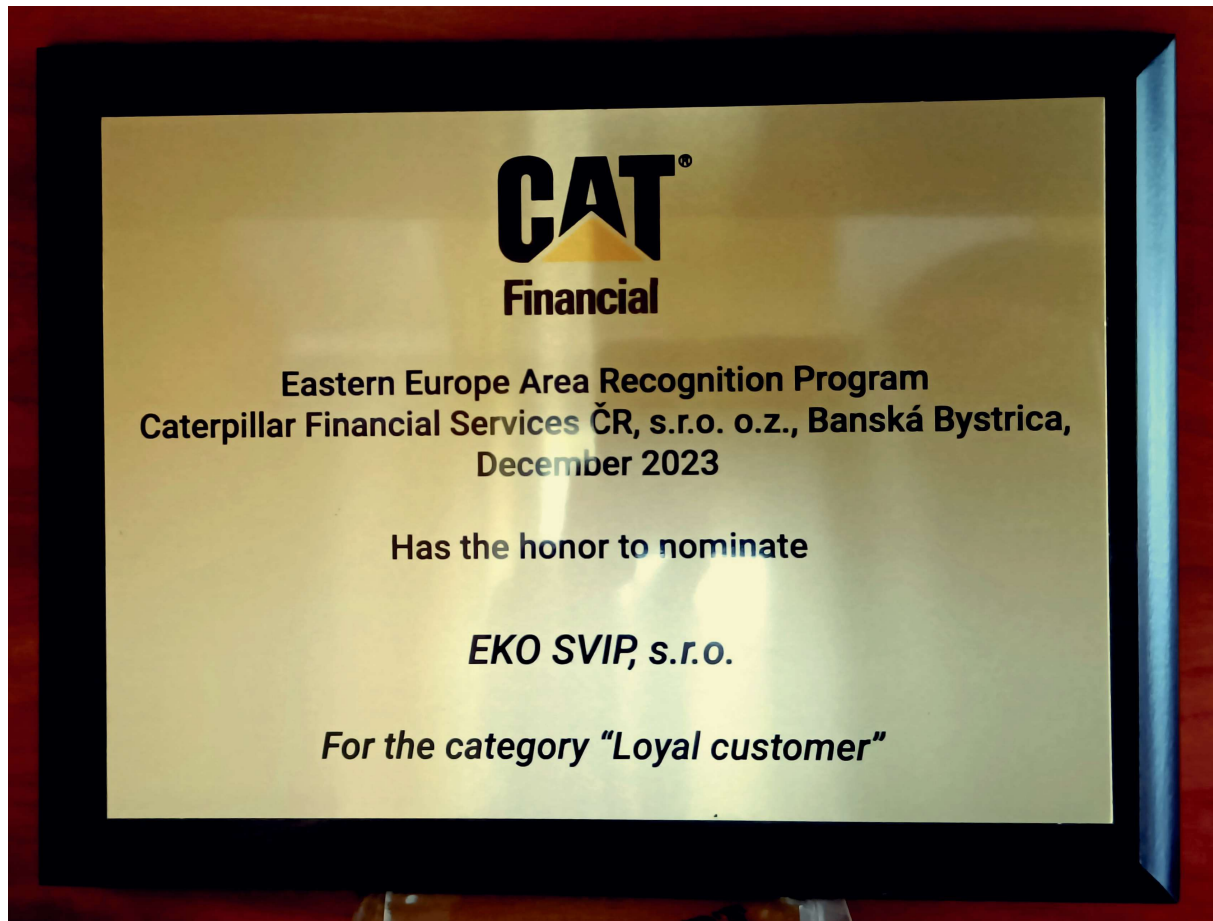 CAT®
Financial
Eastern Europe Area Recognition Program
Caterpillar Financial Services ČR, s.r.o. o.z., Banská Bystrica,
December 2023
Has the honor to nominate
EKO SVIP, s.r.o.
For the category “Loyal customer”